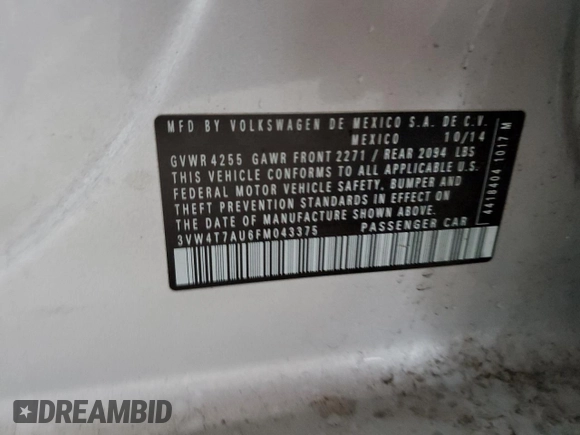 MFD BY VOLKSWAGEN DE MEXICO S.A. DE C.V.
MEXICO 10/14
GVWR 4255 GAWR FRONT 2271 / REAR 2094 LBS
THIS VEHICLE CONFORMS TO ALL APPLICABLE U.S.
FEDERAL MOTOR VEHICLE SAFETY, BUMPER AND
THEFT PREVENTION STANDARDS IN EFFECT ON
THE DATE OF MANUFACTURE SHOWN ABOVE.
3VW4T7AU6FM043375 PASSENGER CAR
4418404 1017 M
DREAMBID